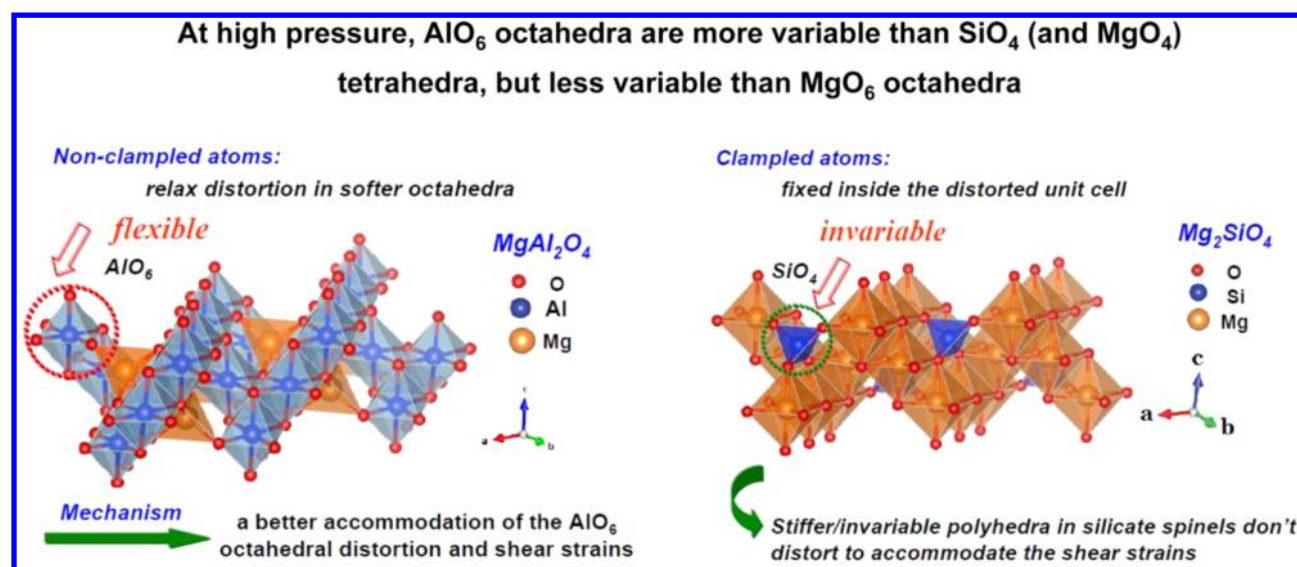 At high pressure, AlO₆ octahedra are more variable than SiO₄ (and MgO₄)
tetrahedra, but less variable than MgO₆ octahedra
Non-clampled atoms:
relax distortion in softer octahedra
flexible
AlO₆
MgAl₂O₄
O
Al
Mg
c
a
b
Mechanism
a better accommodation of the AlO₆
octahedral distortion and shear strains
Clampled atoms:
fixed inside the distorted unit cell
invariable
SiO₄
Mg₂SiO₄
O
Si
Mg
c
a
b
Stiffer/invariable polyhedra in silicate spinels don't
distort to accommodate the shear strains